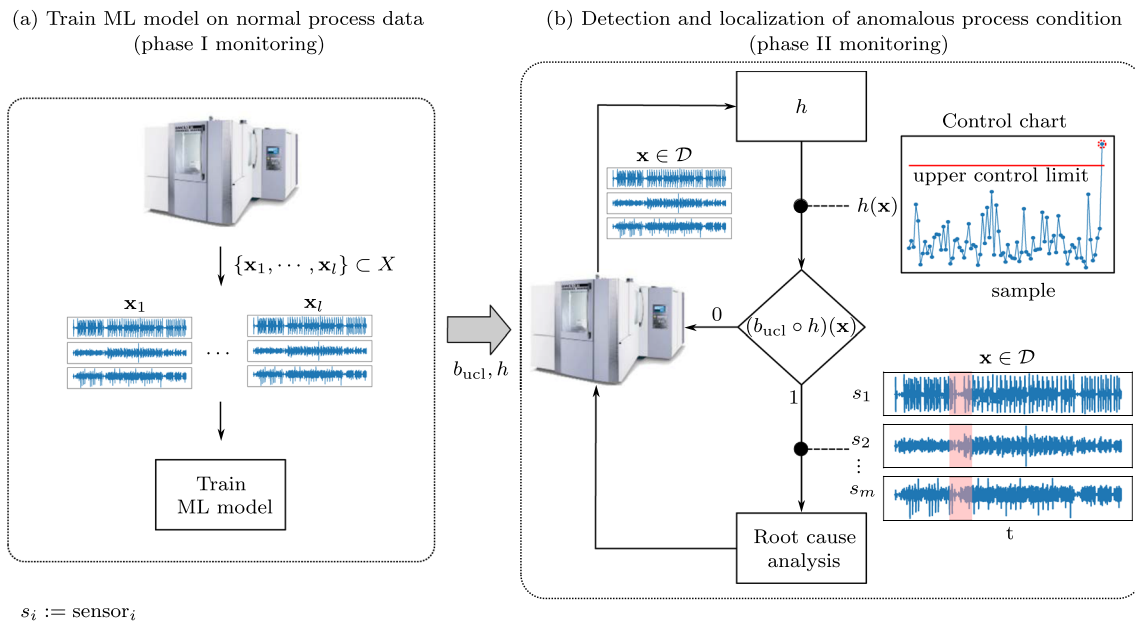 (a) Train ML model on normal process data
(phase I monitoring)
{𝐱₁, ⋯ , 𝐱ₗ} ⊂ X
𝐱₁
𝐱ₗ
. . .
Train
ML model
sᵢ := sensorᵢ
b_ucl, h
(b) Detection and localization of anomalous process condition
(phase II monitoring)
h
𝐱 ∈ 𝒟
h(𝐱)
Control chart
upper control limit
sample
0
(b_ucl ∘ h)(𝐱)
1
𝐱 ∈ 𝒟
s₁
s₂
⋮
sₘ
t
Root cause
analysis